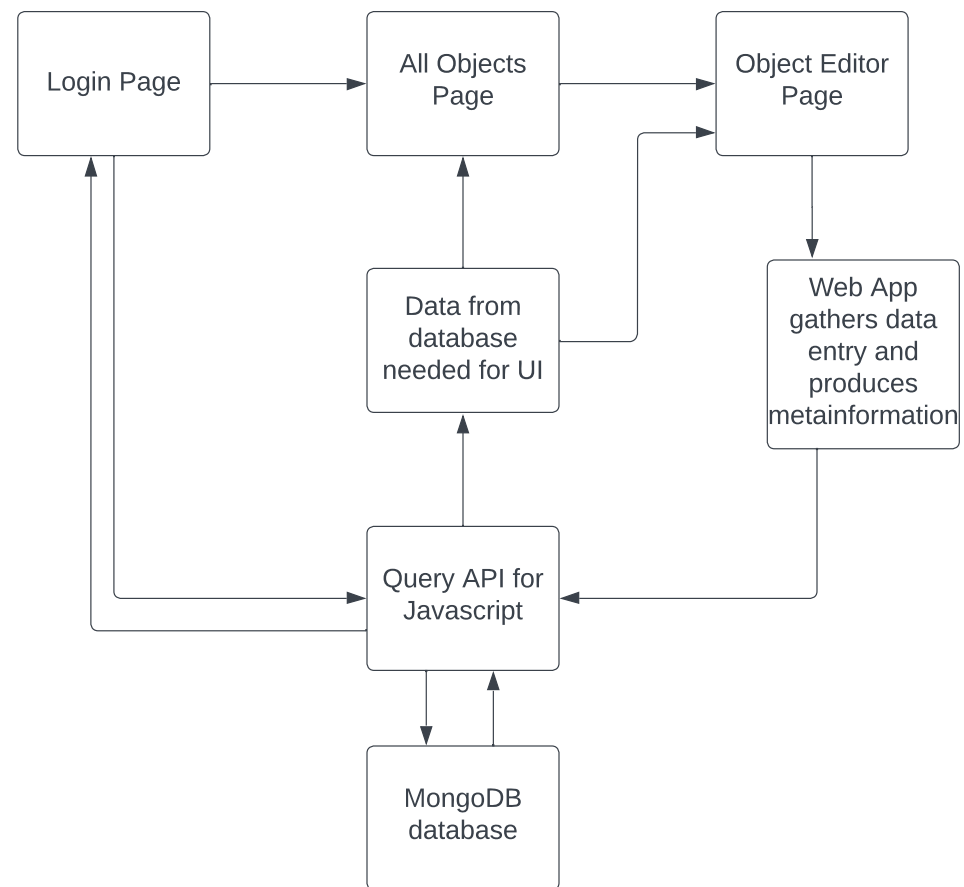 Login Page
All Objects
Page
Object Editor
Page
Data from
database
needed for UI
Web App
gathers data
entry and
produces
metainformation
Query API for
Javascript
MongoDB
database